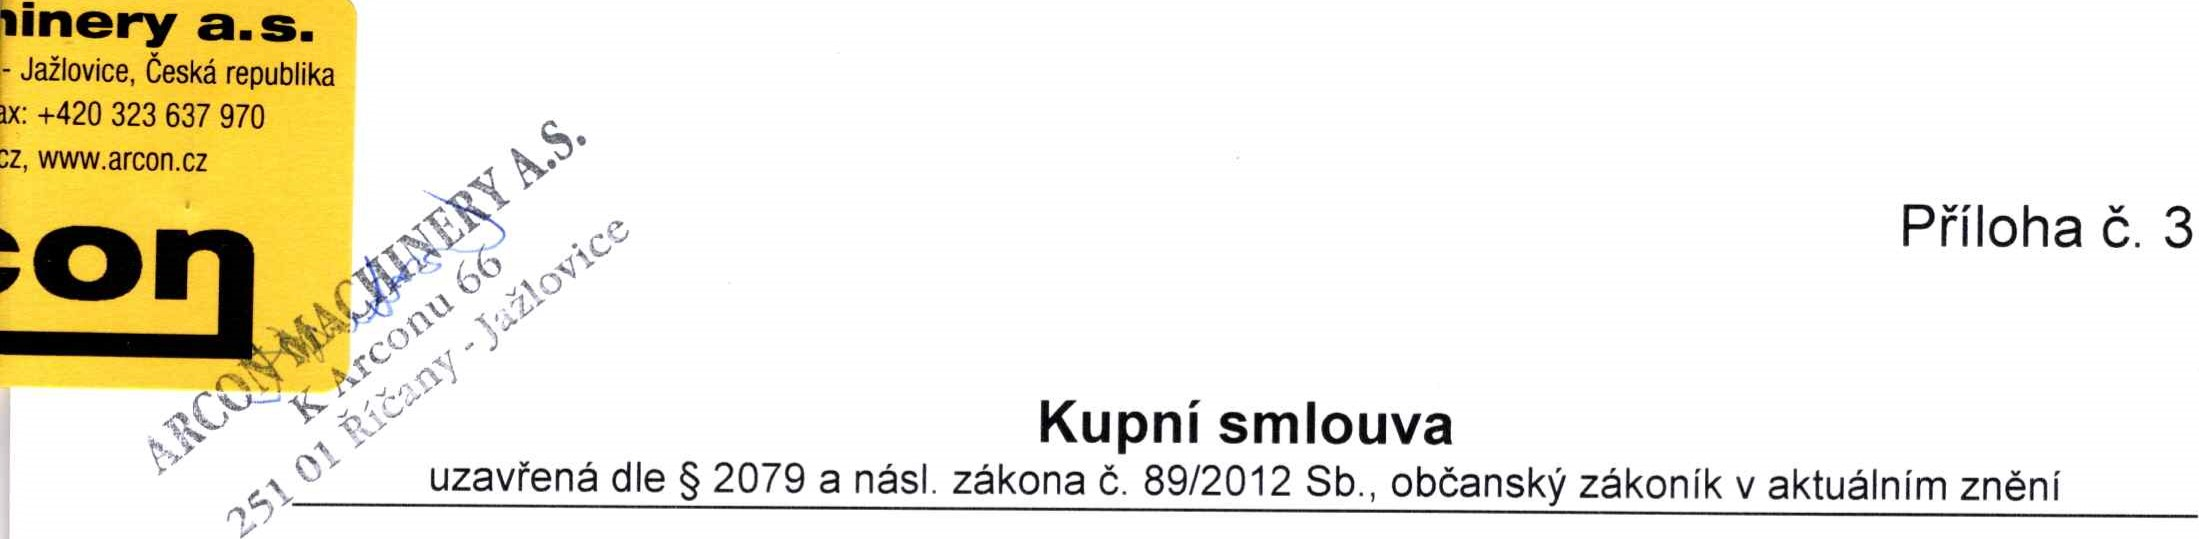 hinery a.s.
- Jažlovice, Česká republika
ax: +420 323 637 970
cz, www.arcon.cz
con
ARCON MACHINERY A.S.
K Arconu 66
251 01 Říčany - Jažlovice
Příloha č. 3
Kupní smlouva
uzavřená dle § 2079 a násl. zákona č. 89/2012 Sb., občanský zákoník v aktuálním znění